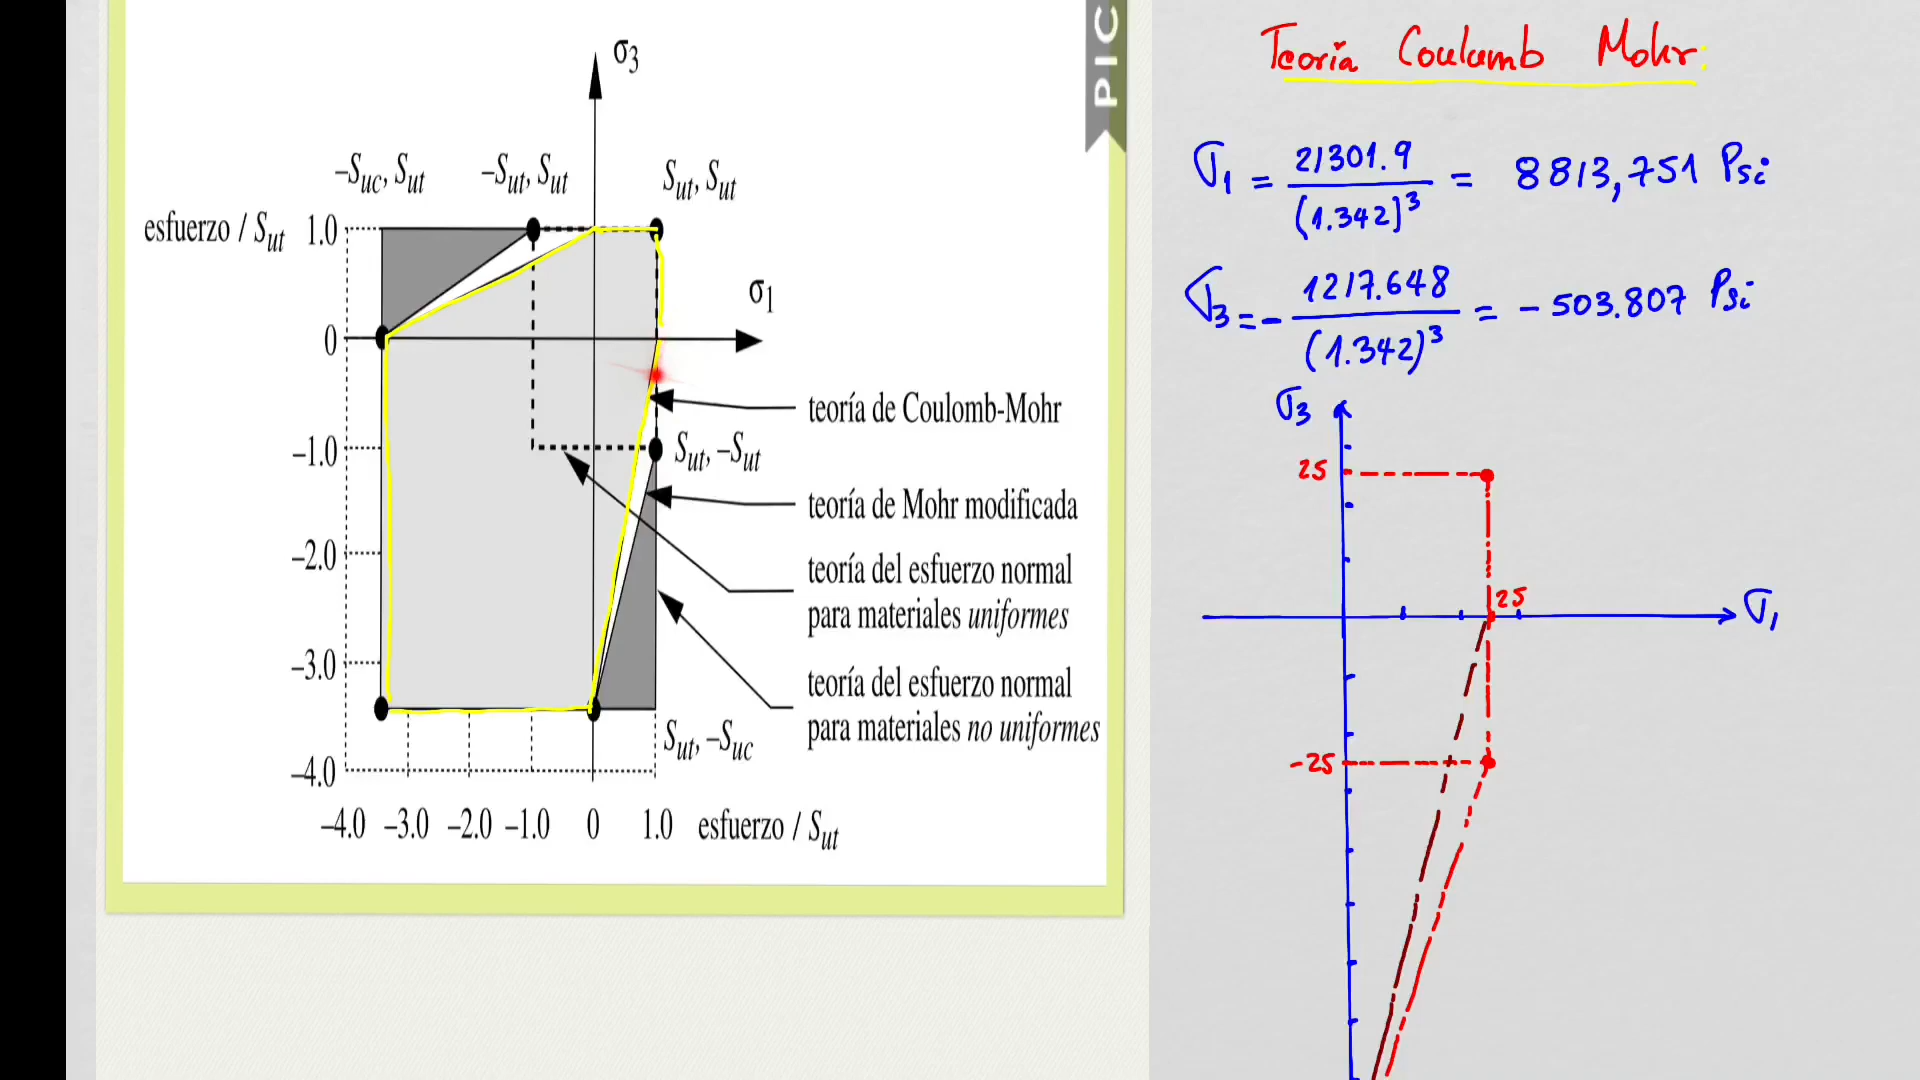 σ3
PIC
–Suc, Sut
–Sut, Sut
Sut, Sut
esfuerzo / Sut
1.0
σ1
0
teoría de Coulomb-Mohr
–1.0
Sut, –Sut
teoría de Mohr modificada
–2.0
teoría del esfuerzo normal
para materiales uniformes
–3.0
teoría del esfuerzo normal
para materiales no uniformes
Sut, –Suc
–4.0
–4.0 –3.0 –2.0 –1.0 0 1.0 esfuerzo / Sut
Teoría Coulumb Mohr:
σ1 = 21301.9 / (1.342)^3 = 8813,751 Psi
σ3 = - 1217.648 / (1.342)^3 = - 503.807 Psi
σ3
25
25
σ1
-25